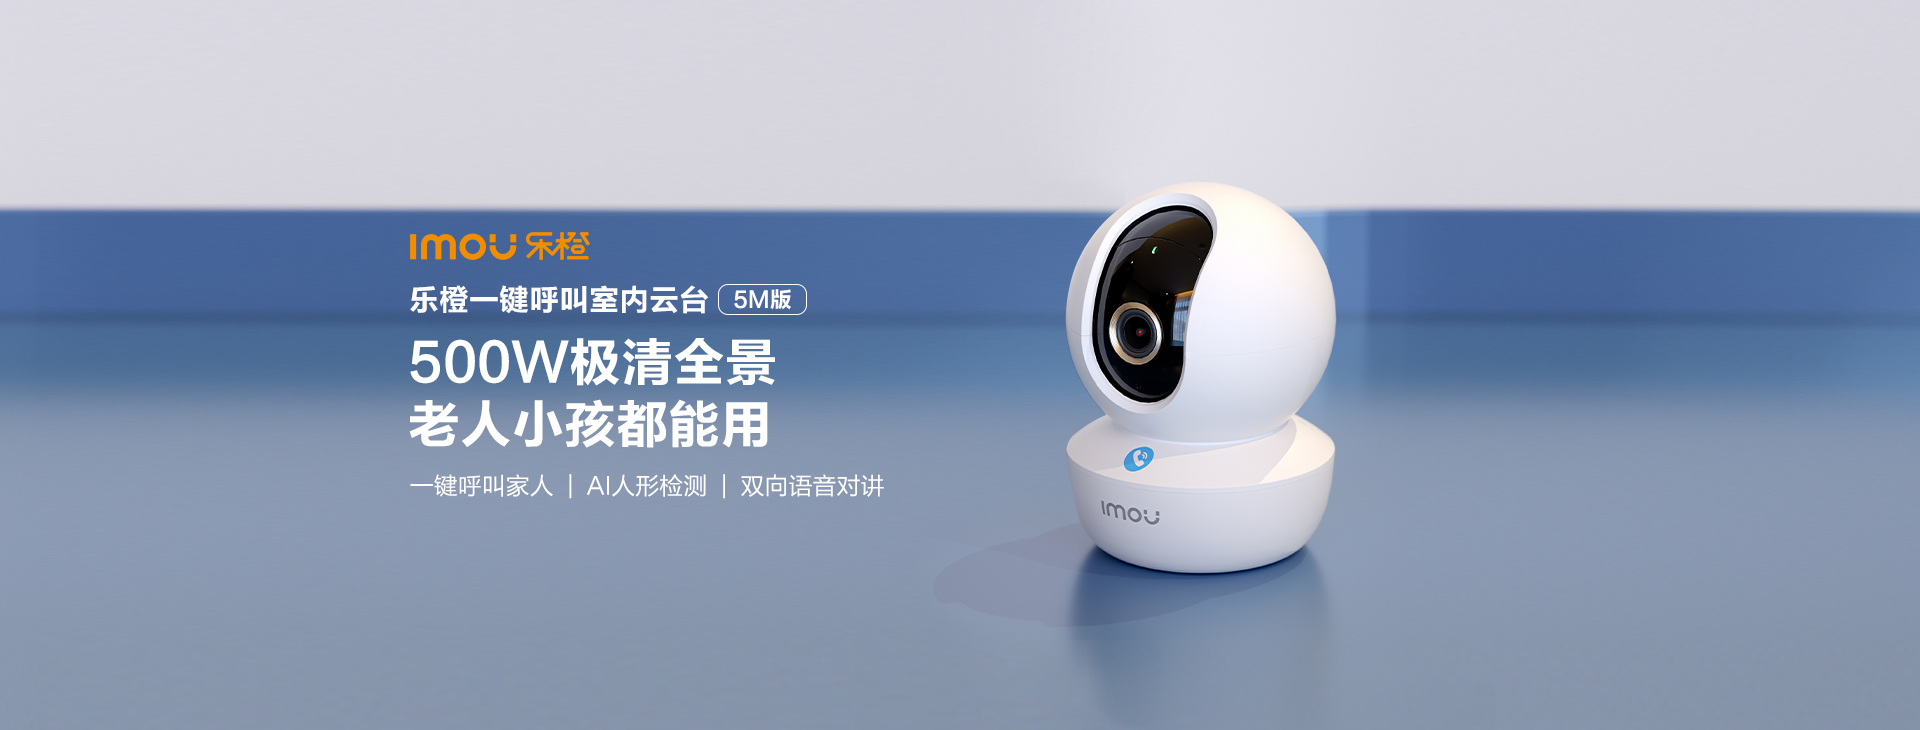 imou 乐橙
乐橙一键呼叫室内云台 5M版
500W极清全景
老人小孩都能用
一键呼叫家人 | AI人形检测 | 双向语音对讲
imou